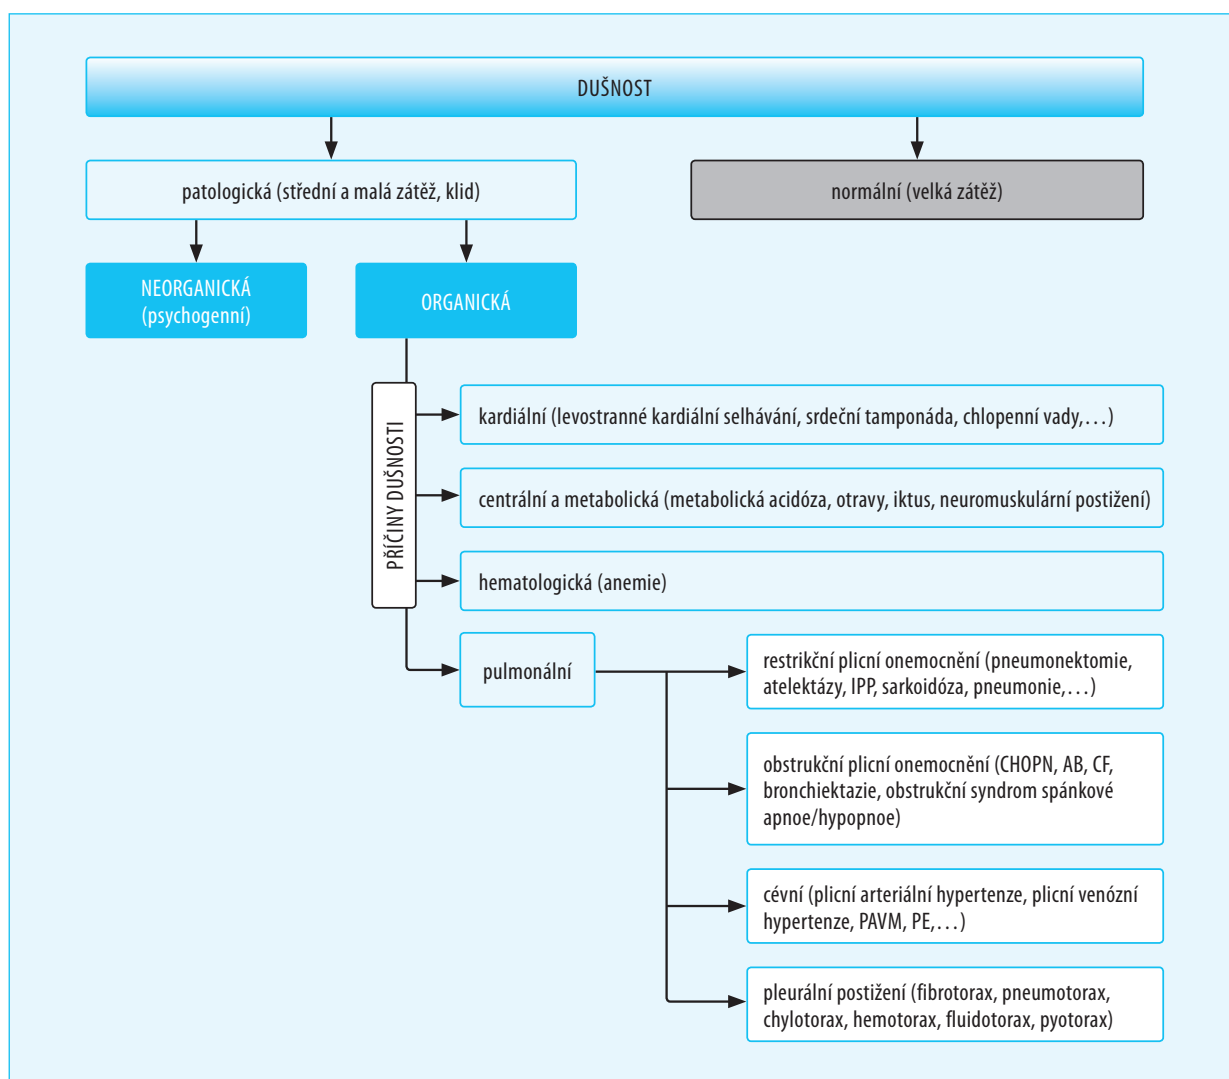 DUŠNOST
patologická (střední a malá zátěž, klid)
normální (velká zátěž)
NEORGANICKÁ
(psychogenní)
ORGANICKÁ
PŘÍČINY DUŠNOSTI
kardiální (levostranné kardiální selhávání, srdeční tamponáda, chlopenní vady,...)
centrální a metabolická (metabolická acidóza, otravy, iktus, neuromuskulární postižení)
hematologická (anemie)
pulmonální
restrikční plicní onemocnění (pneumonektomie,
atelektázy, IPP, sarkoidóza, pneumonie,...)
obstrukční plicní onemocnění (CHOPN, AB, CF,
bronchiektazie, obstrukční syndrom spánkové
apnoe/hypopnoe)
cévní (plicní arteriální hypertenze, plicní venózní
hypertenze, PAVM, PE,...)
pleurální postižení (fibrotorax, pneumotorax,
chylotorax, hemotorax, fluidotorax, pyotorax)